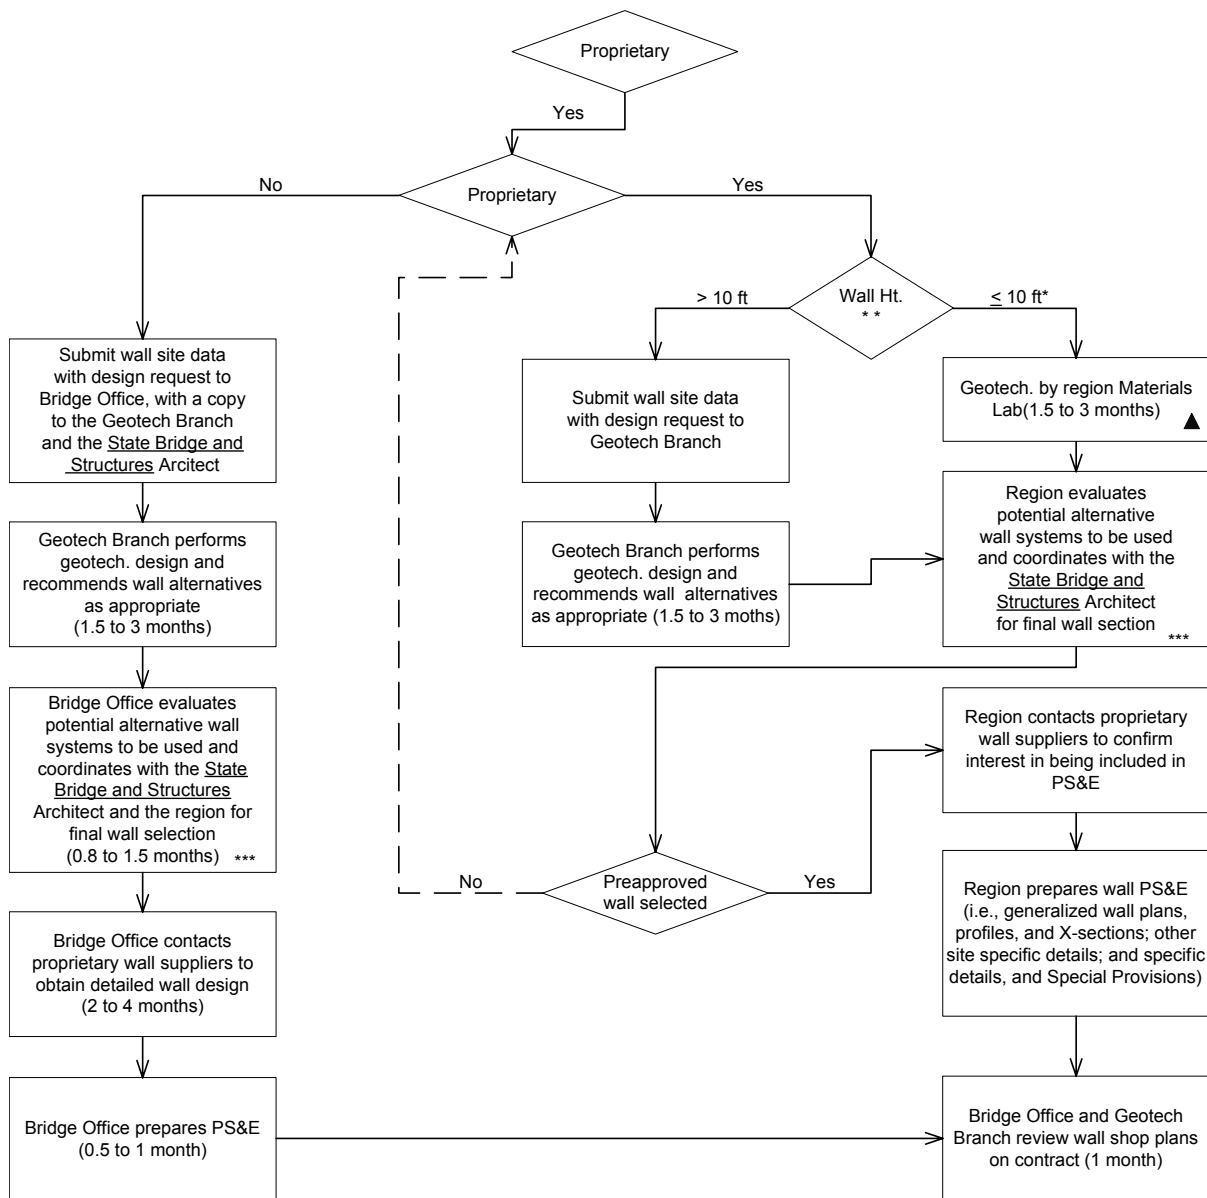 Proprietary
Yes
Proprietary
No
Yes
Wall Ht.
* *
> 10 ft
≤ 10 ft*
Submit wall site data
with design request to
Bridge Office, with a copy
to the Geotech Branch
and the State Bridge and
Structures Arcitect
Submit wall site data
with design request to
Geotech Branch
Geotech. by region Materials
Lab(1.5 to 3 months)
Geotech Branch performs
geotech. design and
recommends wall alternatives
as appropriate
(1.5 to 3 months)
Geotech Branch performs
geotech. design and
recommends wall alternatives
as appropriate (1.5 to 3 moths)
Region evaluates
potential alternative
wall systems to be used
and coordinates with the
State Bridge and
Structures Architect
for final wall section
***
Bridge Office evaluates
potential alternative wall
systems to be used and
coordinates with the State
Bridge and Structures
Architect and the region for
final wall selection
(0.8 to 1.5 months) ***
Region contacts proprietary
wall suppliers to confirm
interest in being included in
PS&E
No
Preapproved
wall selected
Yes
Region prepares wall PS&E
(i.e., generalized wall plans,
profiles, and X-sections; other
site specific details; and specific
details, and Special Provisions)
Bridge Office contacts
proprietary wall suppliers to
obtain detailed wall design
(2 to 4 months)
Bridge Office prepares PS&E
(0.5 to 1 month)
Bridge Office and Geotech
Branch review wall shop plans
on contract (1 month)